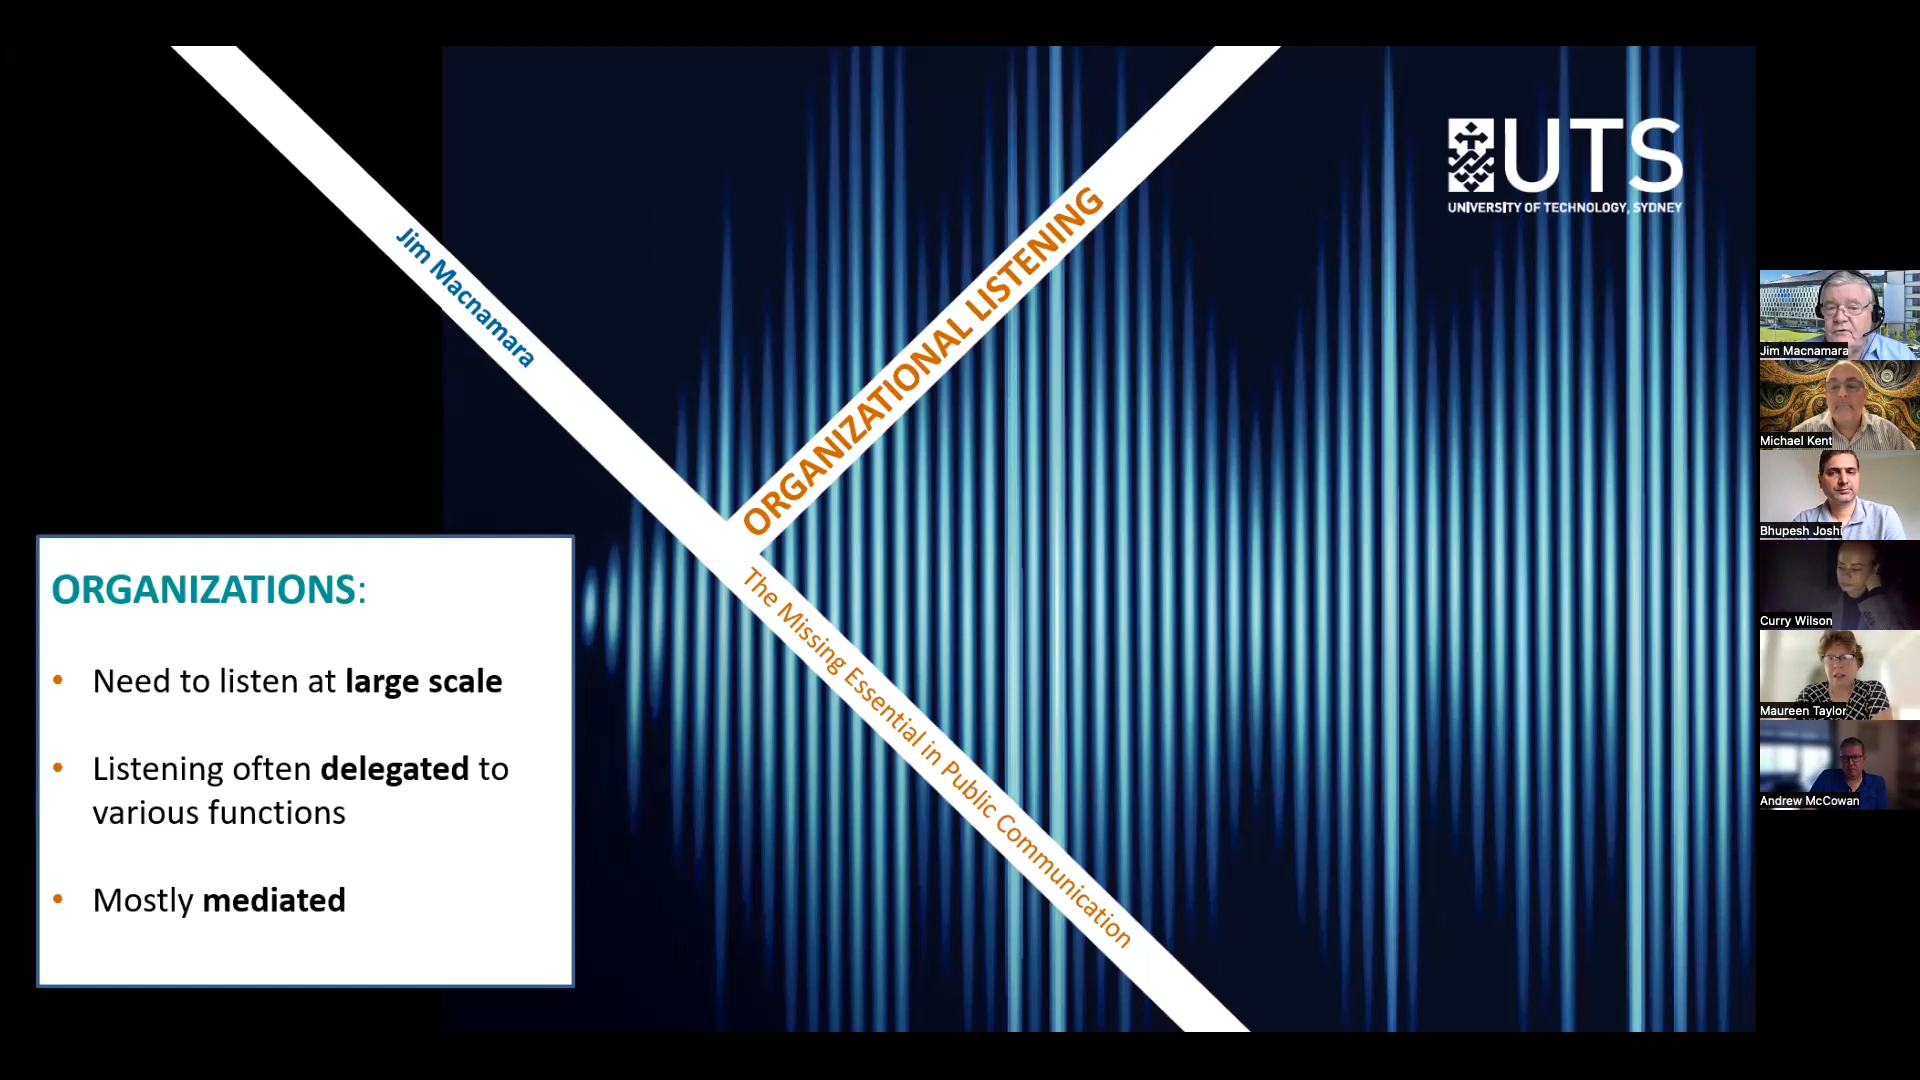 UTS
UNIVERSITY OF TECHNOLOGY, SYDNEY
Jim Macnamara
ORGANIZATIONAL LISTENING
The Missing Essential in Public Communication
ORGANIZATIONS:
• Need to listen at large scale
• Listening often delegated to
various functions
• Mostly mediated
Jim Macnamara
Michael Kent
Bhupesh Joshi
Curry Wilson
Maureen Taylor
Andrew McCowan